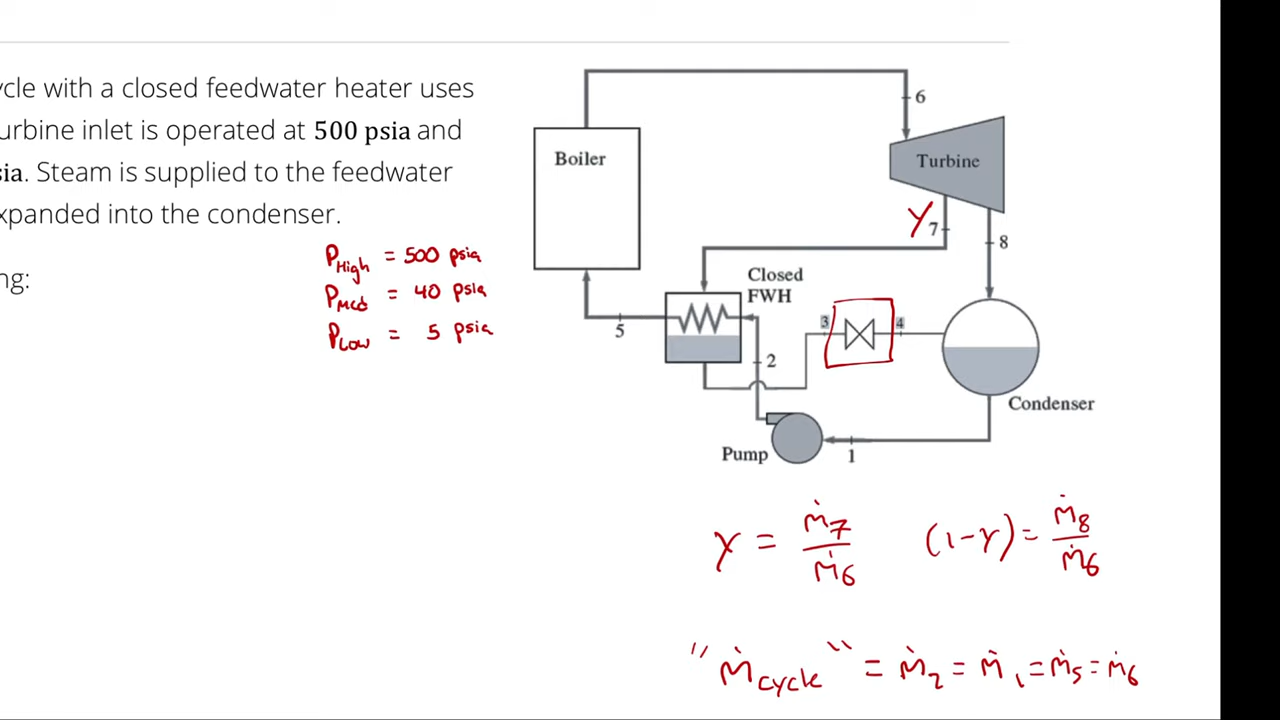 ycle with a closed feedwater heater uses
urbine inlet is operated at 500 psia and
sia. Steam is supplied to the feedwater
xpanded into the condenser.
ng:
P_High = 500 psia
P_Med = 40 psia
P_Low = 5 psia
Boiler
6
Turbine
y
7
8
Closed
FWH
5
3
4
2
Condenser
Pump
1
y = ṁ7/ṁ6 (1-y) = ṁ8/ṁ6
"ṁcycle" = ṁ2 = ṁ1 = ṁ5 = ṁ6